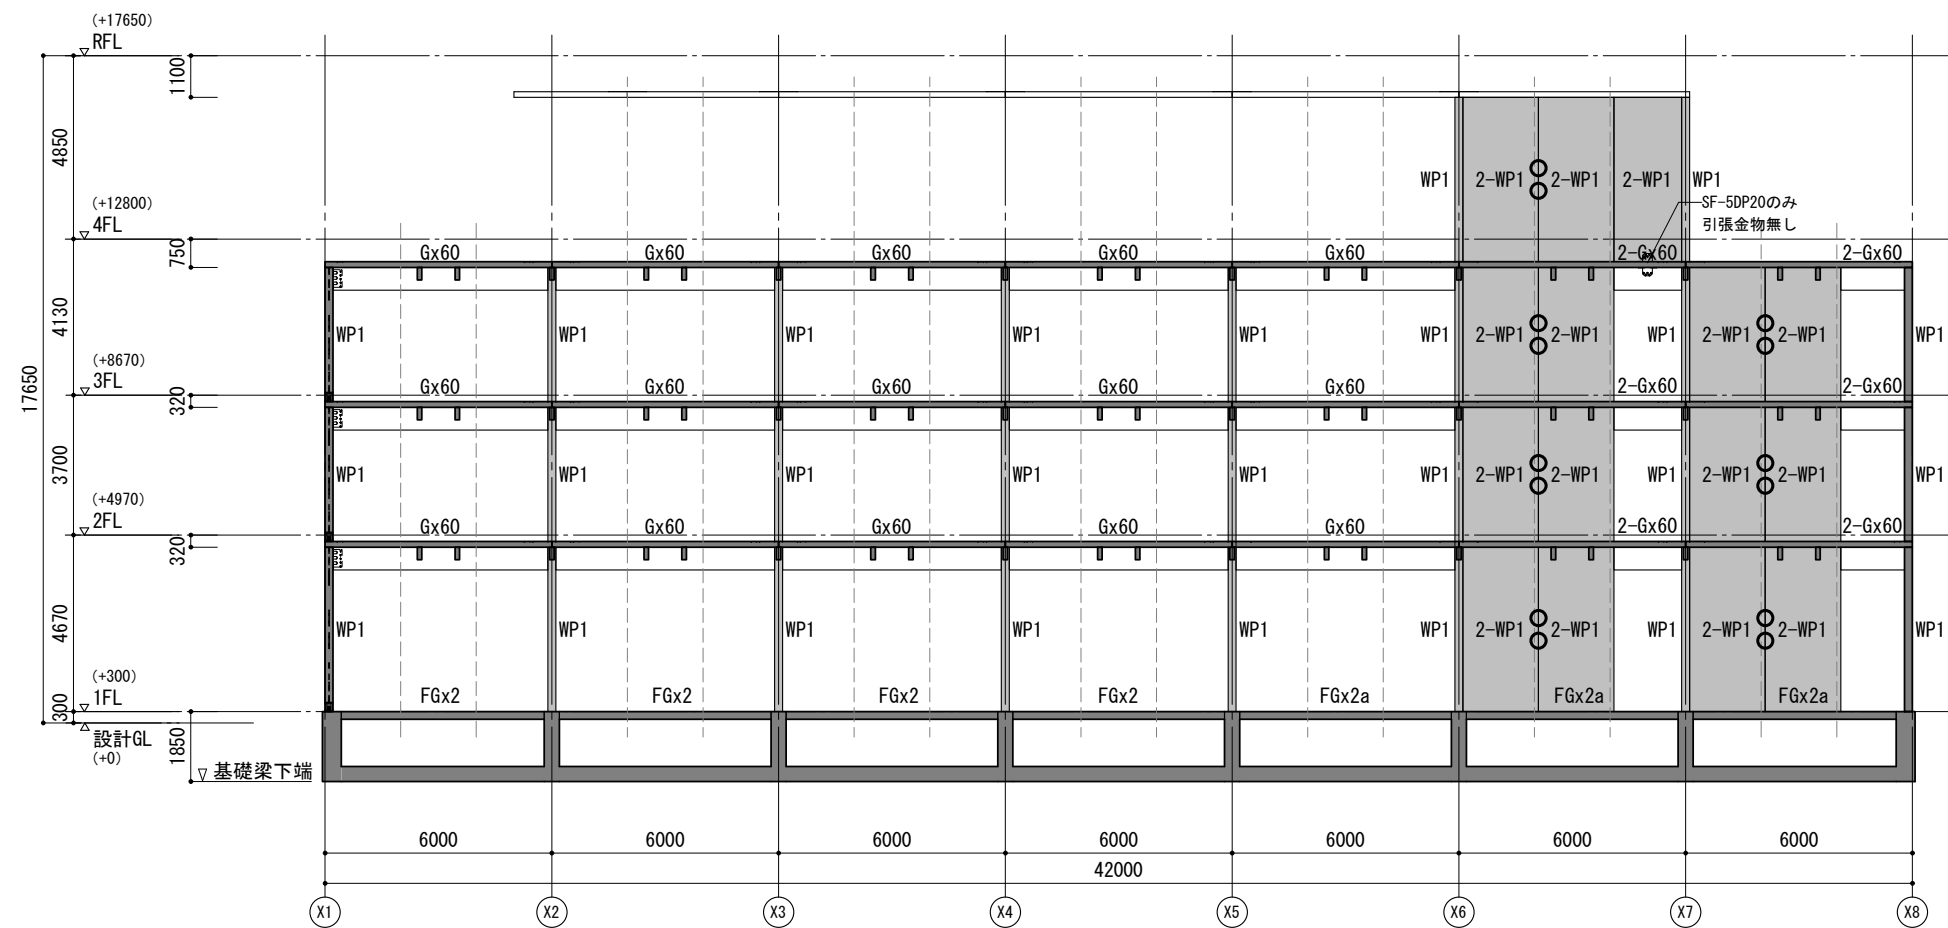 (+17650)
RFL
1100
4850
(+12800)
4FL
750
4130
(+8670)
3FL
320
3700
(+4970)
2FL
320
4670
(+300)
1FL
300
設計GL
(+0)
1850
基礎梁下端
17650
WP1 2-WP1 2-WP1 2-WP1 WP1
SF-5DP20のみ
引張金物無し
Gx60 Gx60 Gx60 Gx60 Gx60 2-Gx60 2-Gx60
WP1 WP1 WP1 WP1 WP1 WP1 2-WP1 2-WP1 WP1 2-WP1 2-WP1 WP1
Gx60 Gx60 Gx60 Gx60 Gx60 2-Gx60 2-Gx60
WP1 WP1 WP1 WP1 WP1 WP1 2-WP1 2-WP1 WP1 2-WP1 2-WP1 WP1
Gx60 Gx60 Gx60 Gx60 Gx60 2-Gx60 2-Gx60
WP1 WP1 WP1 WP1 WP1 WP1 2-WP1 2-WP1 WP1 2-WP1 2-WP1 WP1
FGx2 FGx2 FGx2 FGx2 FGx2a FGx2a FGx2a
6000 6000 6000 6000 6000 6000 6000
42000
X1 X2 X3 X4 X5 X6 X7 X8